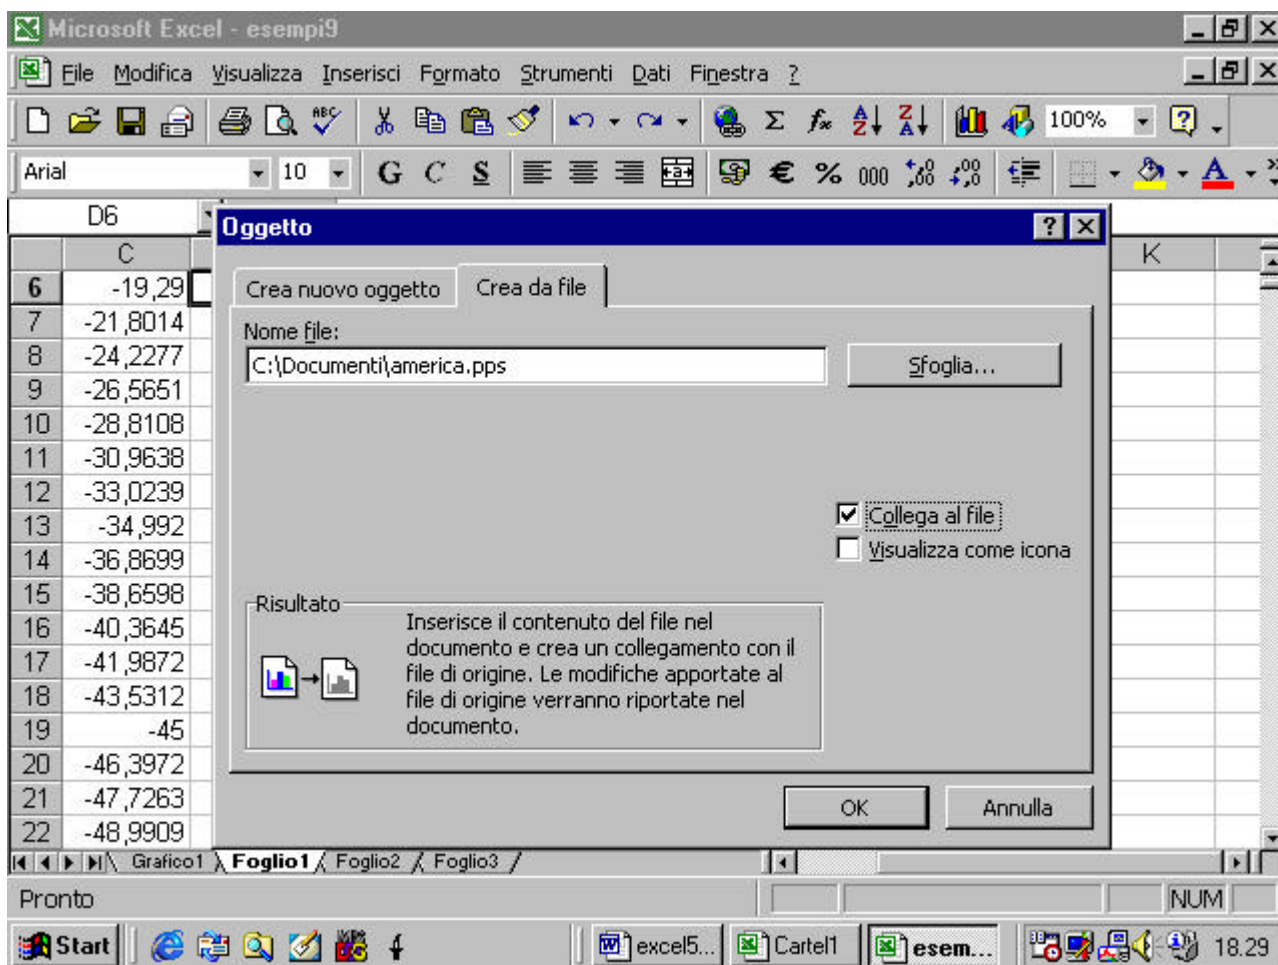 Microsoft Excel - esempi9
File Modifica Visualizza Inserisci Formato Strumenti Dati Finestra ?
ABC Σ fx A Z Z A 100% ?
Arial 10 G C S a € % 000 ,0 ,00 ,00 ,0 A
D6
C K
6 -19,29
7 -21,8014
8 -24,2277
9 -26,5651
10 -28,8108
11 -30,9638
12 -33,0239
13 -34,992
14 -36,8699
15 -38,6598
16 -40,3645
17 -41,9872
18 -43,5312
19 -45
20 -46,3972
21 -47,7263
22 -48,9909
Oggetto ?
Crea nuovo oggetto Crea da file
Nome file:
C:\Documenti\america.pps Sfoglia...
Collega al file
Visualizza come icona
Risultato
Inserisce il contenuto del file nel
documento e crea un collegamento con il
file di origine. Le modifiche apportate al
file di origine verranno riportate nel
documento.
OK Annulla
Grafico1 Foglio1 Foglio2 Foglio3
Pronto NUM
Start excel5... Cartel1 esem... 18.29